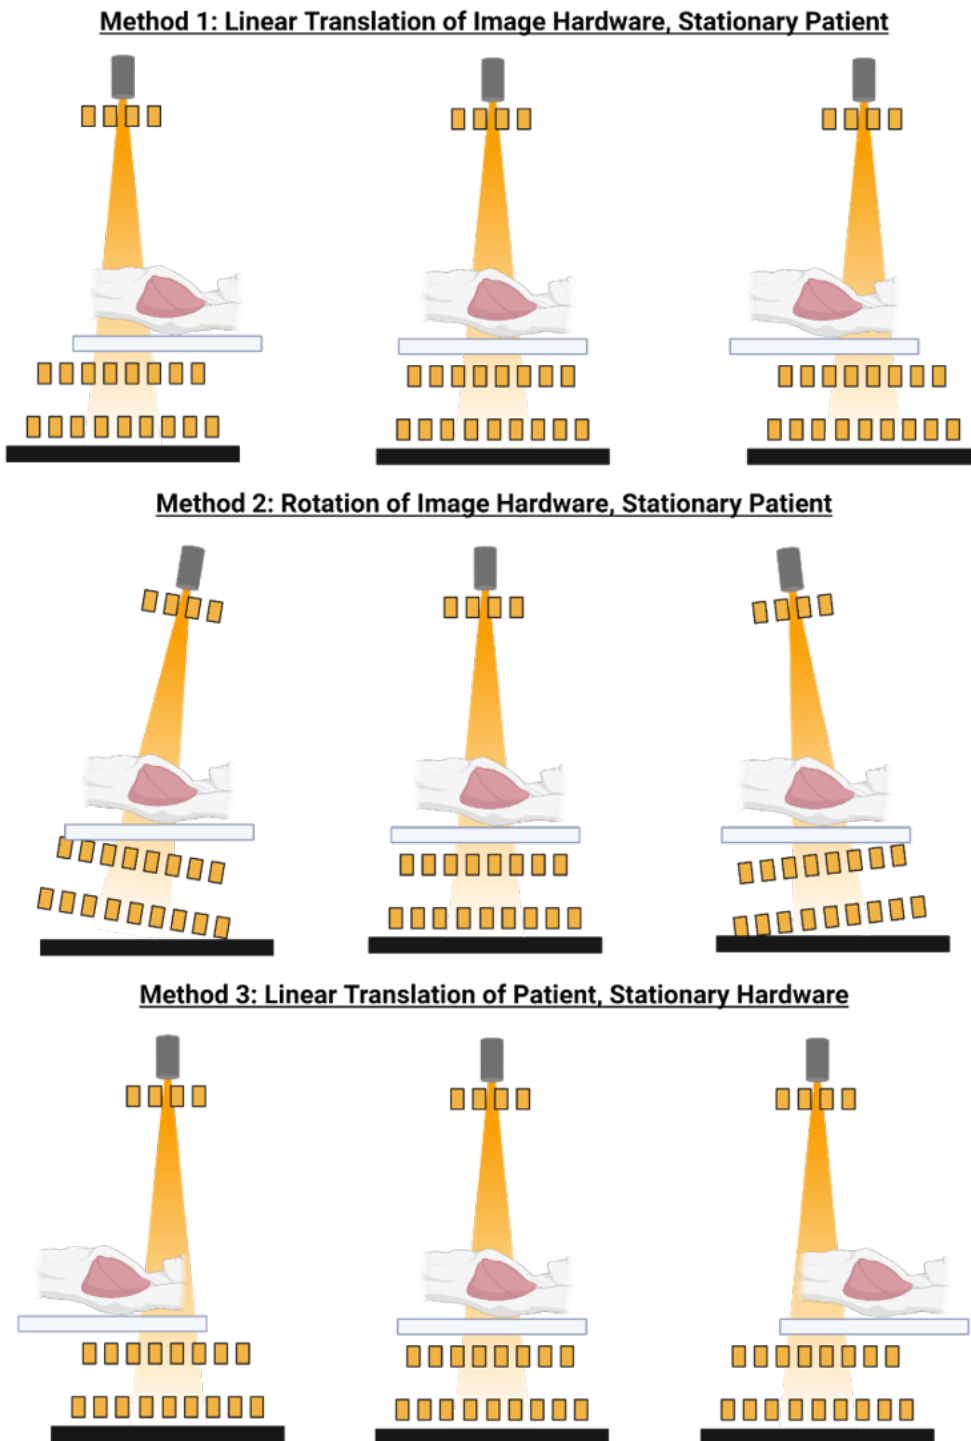 Method 1: Linear Translation of Image Hardware, Stationary Patient
Method 2: Rotation of Image Hardware, Stationary Patient
Method 3: Linear Translation of Patient, Stationary Hardware